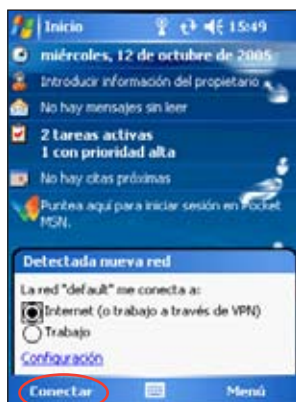 Inicio 15:49
miércoles, 12 de octubre de 2005
Introducir información del propietario
No hay mensajes sin leer
2 tareas activas
1 con prioridad alta
No hay citas próximas
Puntea aquí para iniciar sesión en Pocket
MSN.
Detectada nueva red
La red "default" me conecta a:
Internet (o trabajo a través de VPN)
Trabajo
Configuración
Conectar Menú